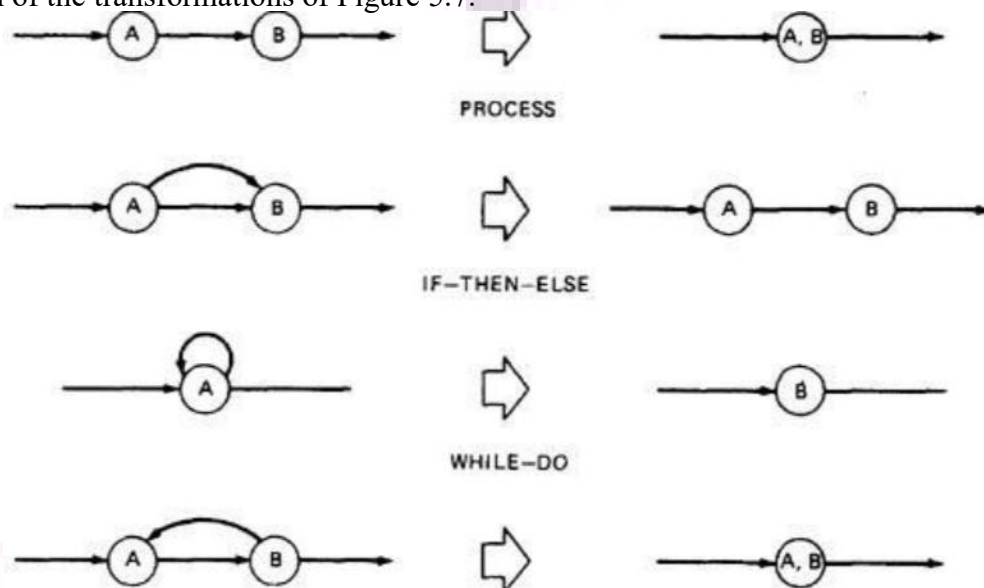 of the transformations of Figure 5.7.
A B A, B
PROCESS
A B A B
IF–THEN–ELSE
A B
WHILE–DO
A B A, B